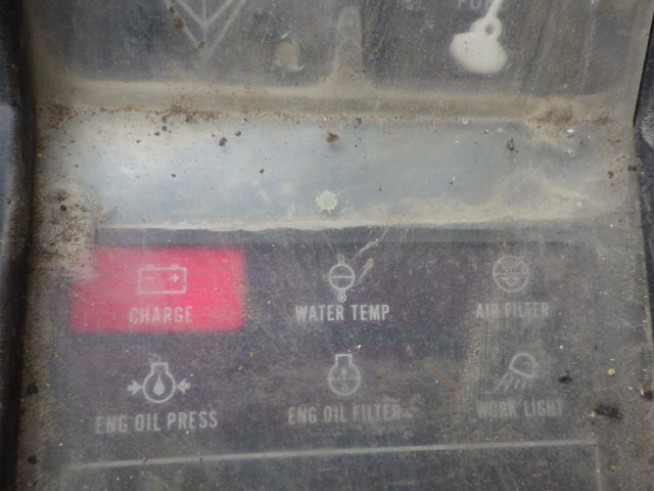 CHARGE
WATER TEMP
AIR FILTER
ENG OIL PRESS
ENG OIL FILTER
WORK LIGHT